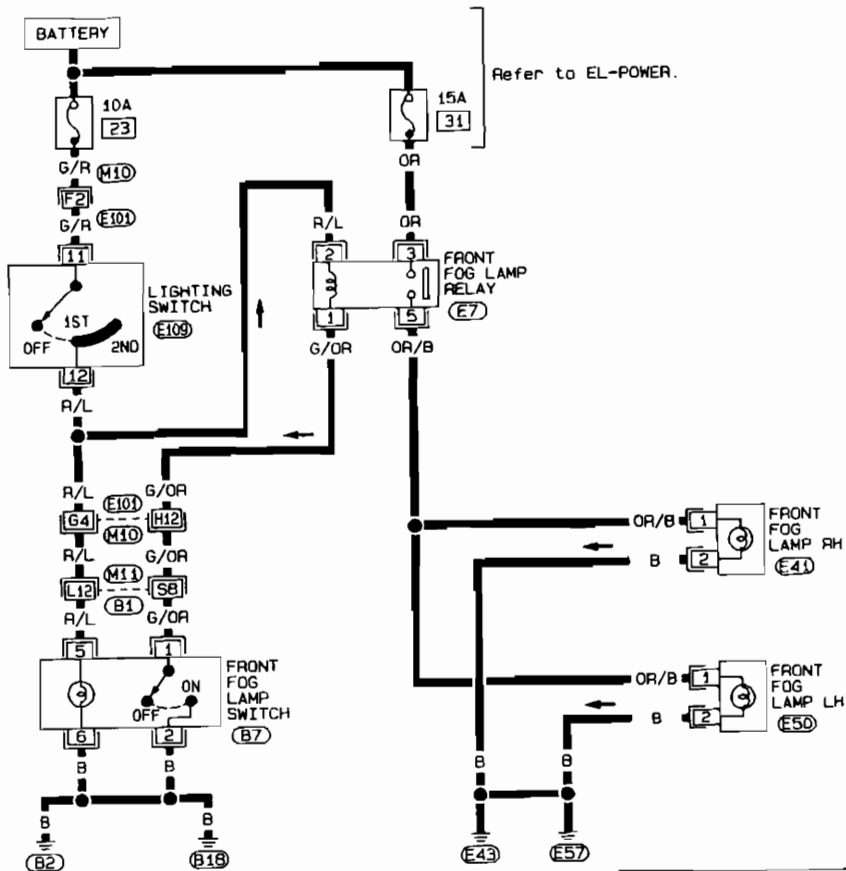 BATTERY
Refer to EL-POWER.
10A
23
15A
31
G/R
M10
F2
G/R
E101
11
OR
R/L
OR
2
3
FRONT
FOG LAMP
RELAY
E7
1
5
G/OR
OR/B
LIGHTING
SWITCH
E109
OFF
1ST
2ND
12
R/L
R/L
G/OR
E101
G4
H12
M10
R/L
G/OR
M11
L12
S8
B1
R/L
G/OR
5
1
FRONT
FOG
LAMP
SWITCH
B7
OFF
ON
6
2
B
B
B
B
B2
B18
OR/B
1
FRONT
FOG
LAMP RH
E41
B
2
OR/B
1
FRONT
FOG
LAMP LH
E50
B
2
B
B
E43
E57